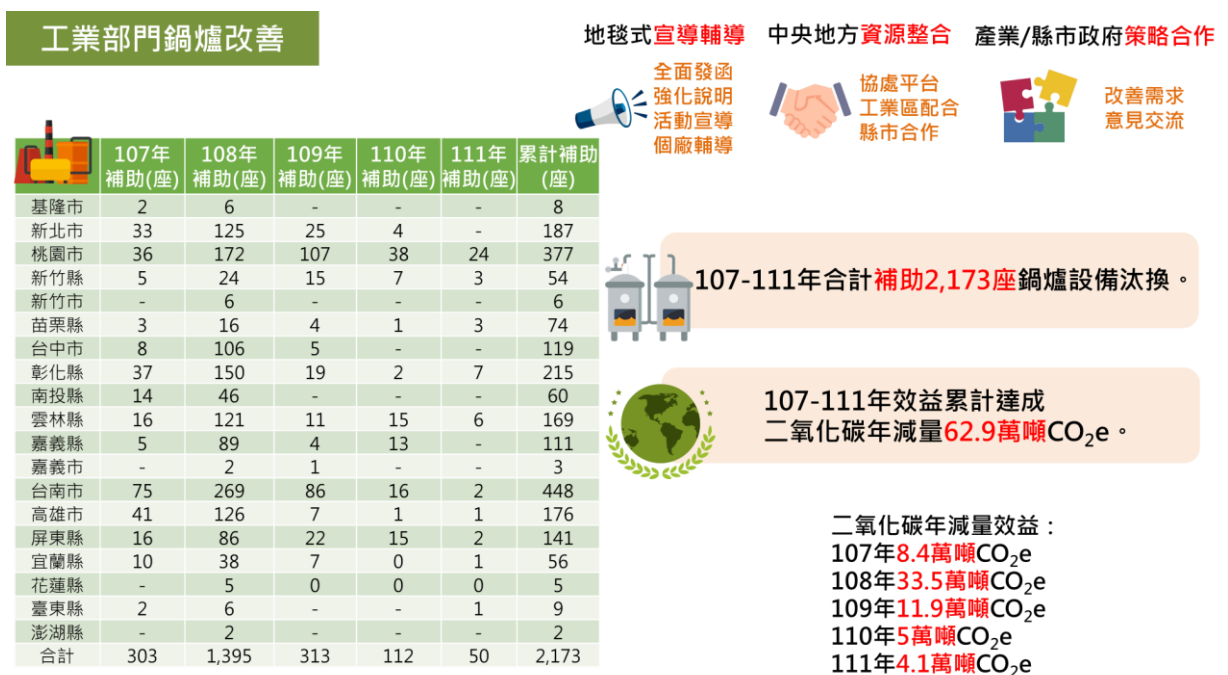 工業部門鍋爐改善
地毯式宣導輔導
全面發函
強化說明
活動宣導
個廠輔導
中央地方資源整合
協處平台
工業區配合
縣市合作
產業/縣市政府策略合作
改善需求
意見交流
107年補助(座) 108年補助(座) 109年補助(座) 110年補助(座) 111年補助(座) 累計補助(座)
基隆市 2 6 - - - 8
新北市 33 125 25 4 - 187
桃園市 36 172 107 38 24 377
新竹縣 5 24 15 7 3 54
新竹市 - 6 - - - 6
苗栗縣 3 16 4 1 3 74
台中市 8 106 5 - - 119
彰化縣 37 150 19 2 7 215
南投縣 14 46 - - - 60
雲林縣 16 121 11 15 6 169
嘉義縣 5 89 4 13 - 111
嘉義市 - 2 1 - - 3
台南市 75 269 86 16 2 448
高雄市 41 126 7 1 1 176
屏東縣 16 86 22 15 2 141
宜蘭縣 10 38 7 0 1 56
花蓮縣 - 5 0 0 0 5
臺東縣 2 6 - - 1 9
澎湖縣 - 2 - - - 2
合計 303 1,395 313 112 50 2,173
107-111年合計補助2,173座鍋爐設備汰換。
107-111年效益累計達成
二氧化碳年減量62.9萬噸CO₂e。
二氧化碳年減量效益：
107年8.4萬噸CO₂e
108年33.5萬噸CO₂e
109年11.9萬噸CO₂e
110年5萬噸CO₂e
111年4.1萬噸CO₂e